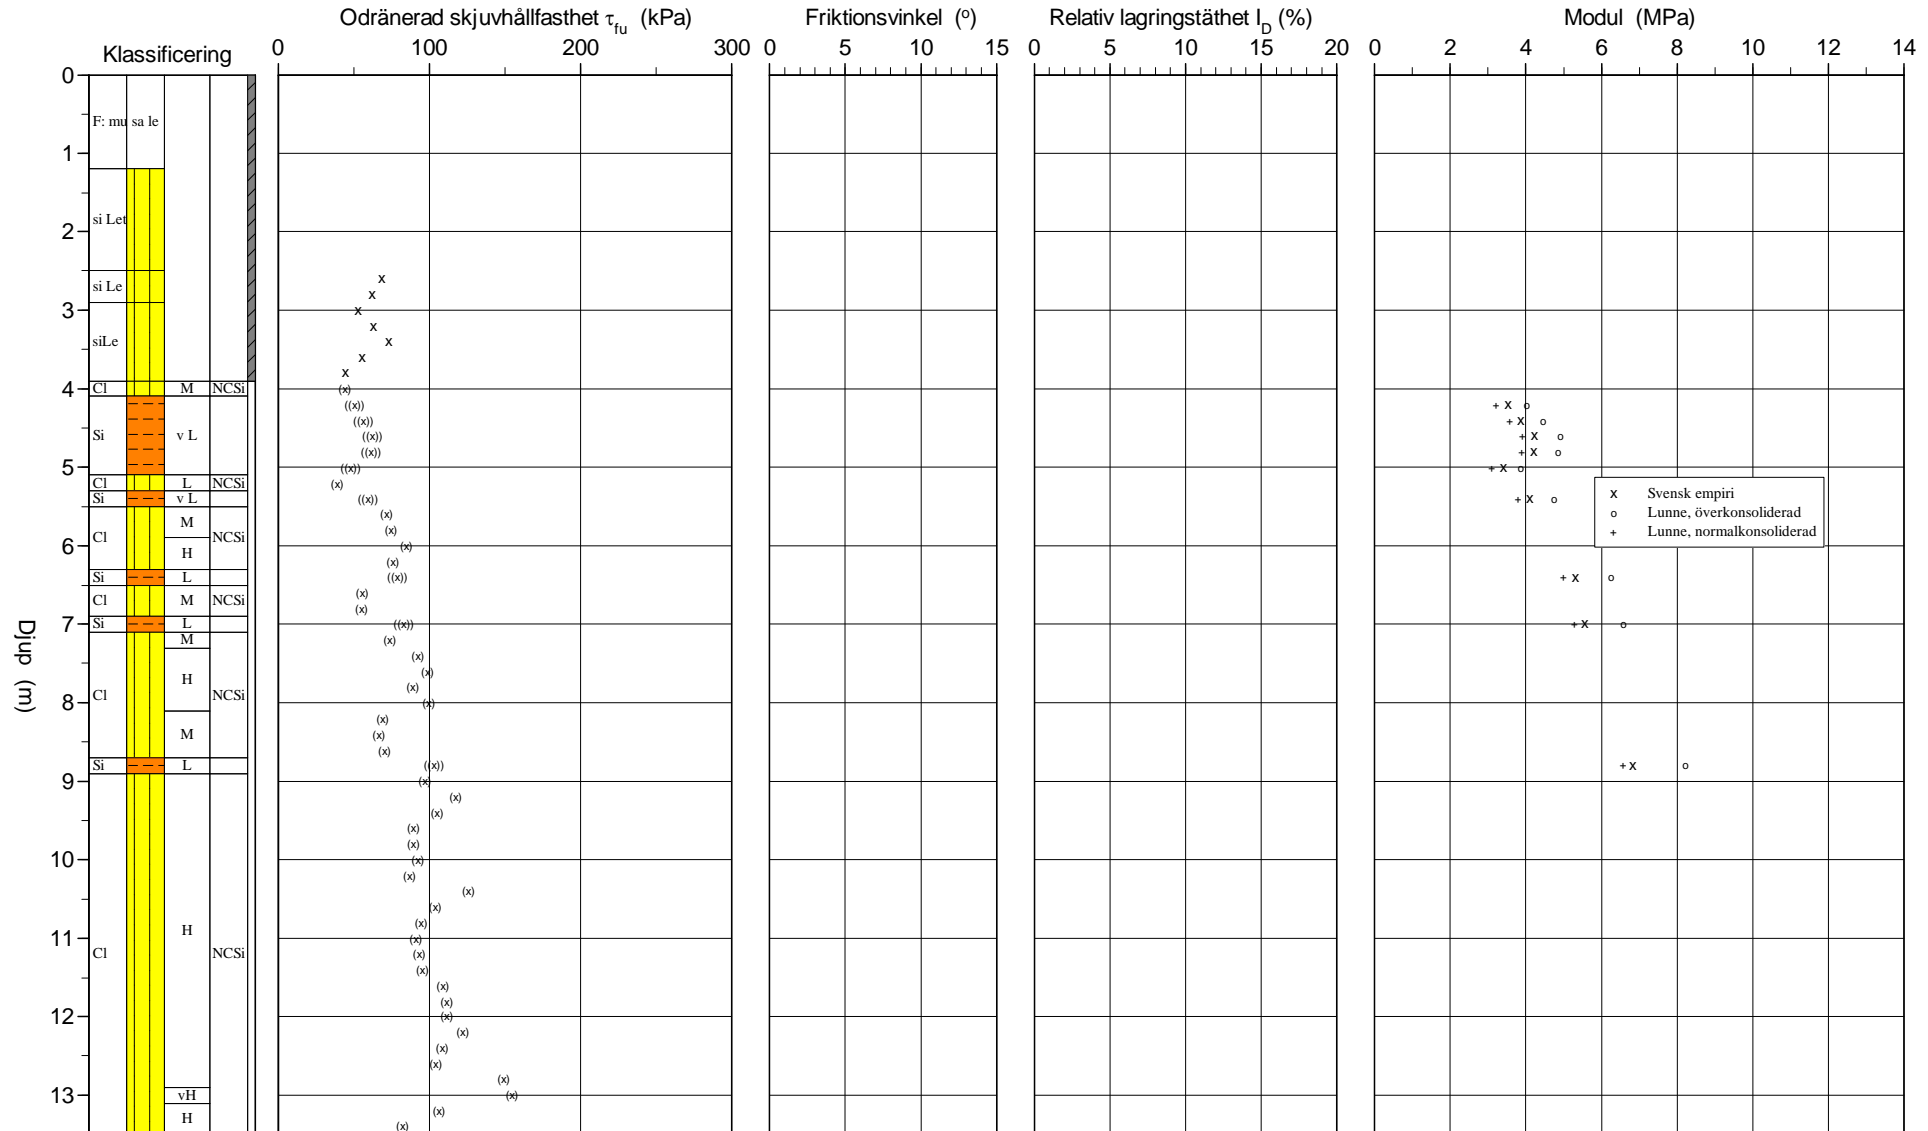 Odränerad skjuvhållfasthet τfu (kPa)
Friktionsvinkel (o)
Relativ lagringstäthet ID (%)
Modul (MPa)
Klassificering
0 100 200 300
0 5 10 15
0 5 10 15 20
0 2 4 6 8 10 12 14
Djup (m)
0
F: mu sa le
1
si Let
2
si Le
3
siLe
4
Cl M NCSi
Si v L
5
Cl L NCSi
Si v L
Cl M NCSi
6
H
Si L
Cl M NCSi
7
Si L
M
Cl H NCSi
8
M
Si L
9
10
H
11
Cl NCSi
12
13
vH
H
x Svensk empiri
o Lunne, överkonsoliderad
+ Lunne, normalkonsoliderad